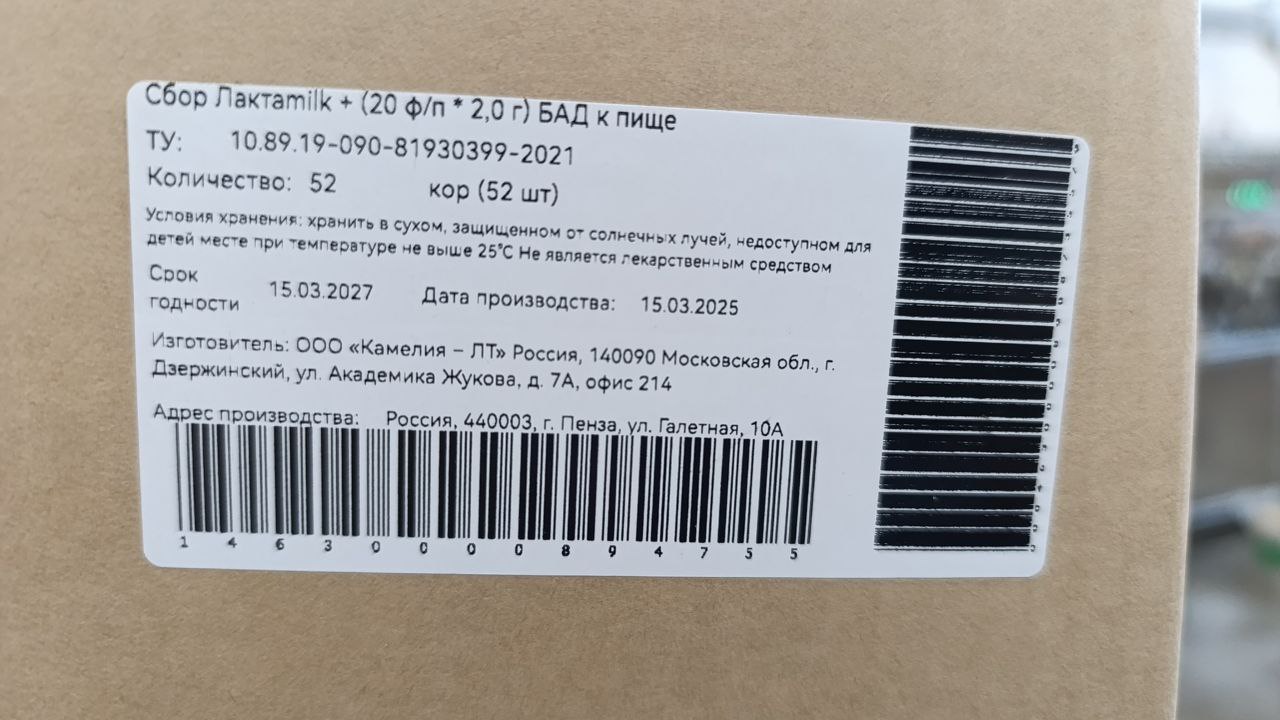 Сбор Лактаmilk + (20 ф/п * 2,0 г) БАД к пище
ТУ: 10.89.19-090-81930399-2021
Количество: 52 кор (52 шт)
Условия хранения: хранить в сухом, защищенном от солнечных лучей, недоступном для
детей месте при температуре не выше 25°C Не является лекарственным средством
Срок
годности 15.03.2027 Дата производства: 15.03.2025
Изготовитель: ООО «Камелия – ЛТ» Россия, 140090 Московская обл., г.
Дзержинский, ул. Академика Жукова, д. 7А, офис 214
Адрес производства: Россия, 440003, г. Пенза, ул. Галетная, 10А
1 4 6 3 0 0 0 0 8 9 4 7 5 5